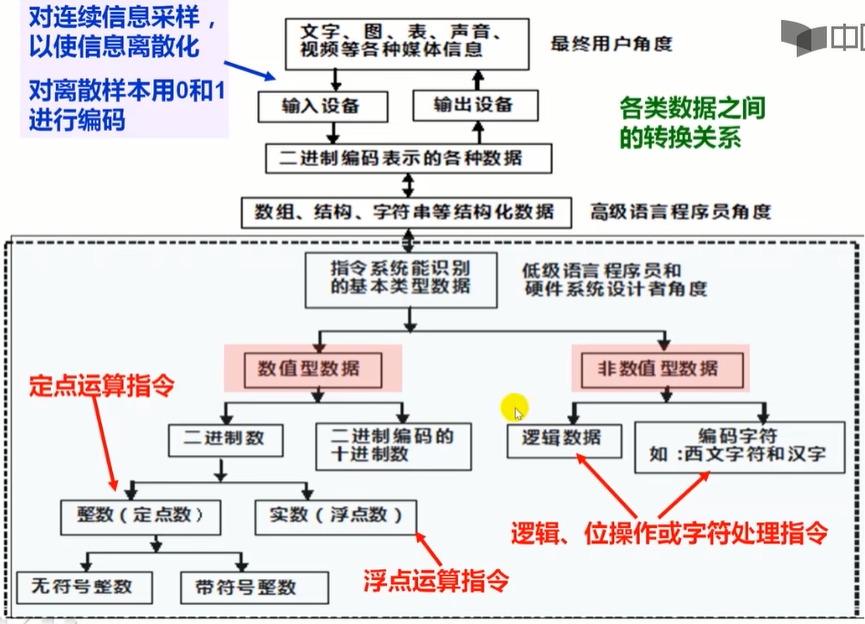 对连续信息采样，
以使信息离散化
对离散样本用0和1
进行编码
文字、图、表、声音、
视频等各种媒体信息
最终用户角度
输入设备
输出设备
各类数据之间
的转换关系
二进制编码表示的各种数据
数组、结构、字符串等结构化数据
高级语言程序员角度
指令系统能识别
的基本类型数据
低级语言程序员和
硬件系统设计者角度
数值型数据
非数值型数据
定点运算指令
二进制数
二进制编码的
十进制数
逻辑数据
编码字符
如：西文字符和汉字
整数（定点数）
实数（浮点数）
逻辑、位操作或字符处理指令
无符号整数
带符号整数
浮点运算指令